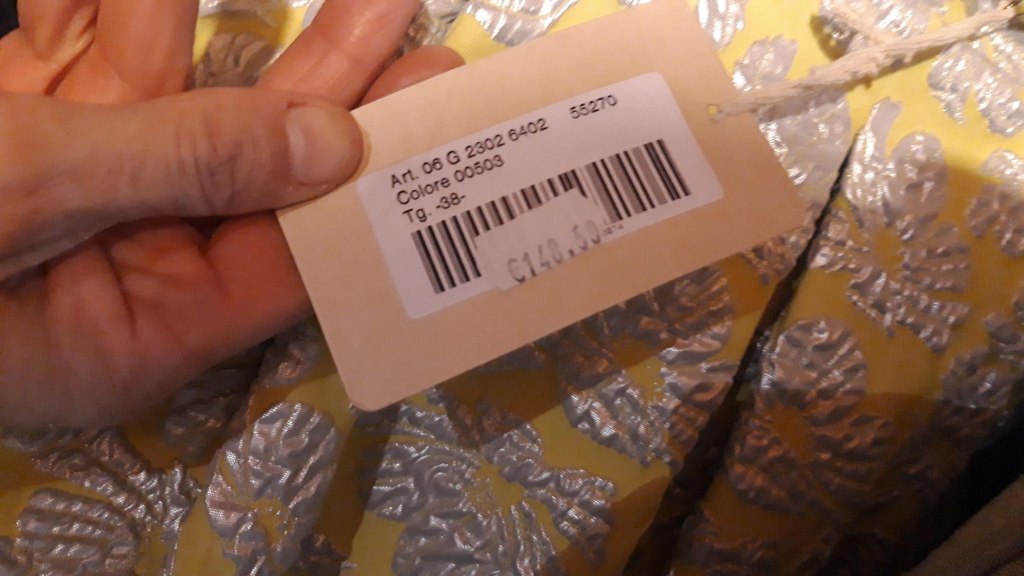 Art. 06 G 2302 6402 55270
Colore 00503
Tg. -38-
€140,50